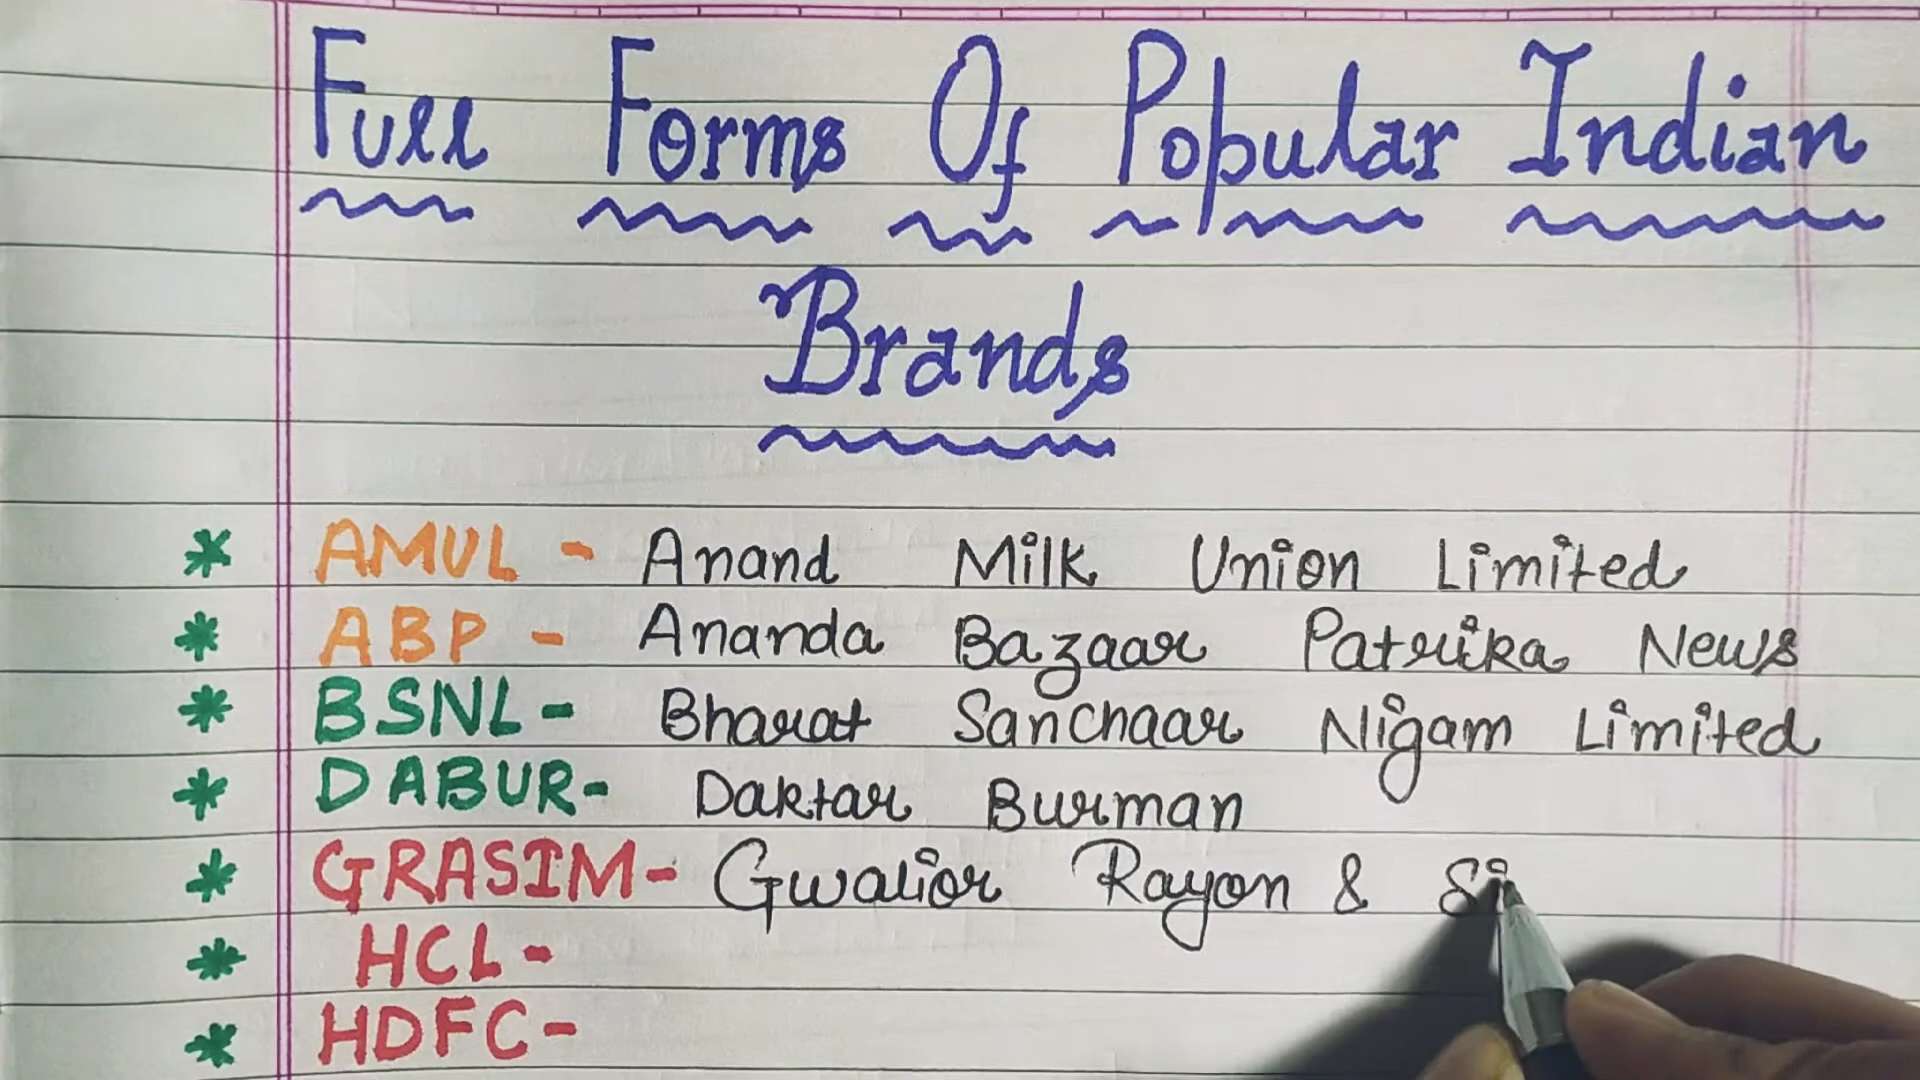 Full Forms Of Popular Indian
Brands
* AMUL - Anand Milk Union Limited
* ABP - Ananda Bazaar Patrika News
* BSNL - Bharat Sanchaar Nigam Limited
* DABUR - Daktar Burman
* GRASIM - Gwalior Rayon & Si
* HCL -
* HDFC -